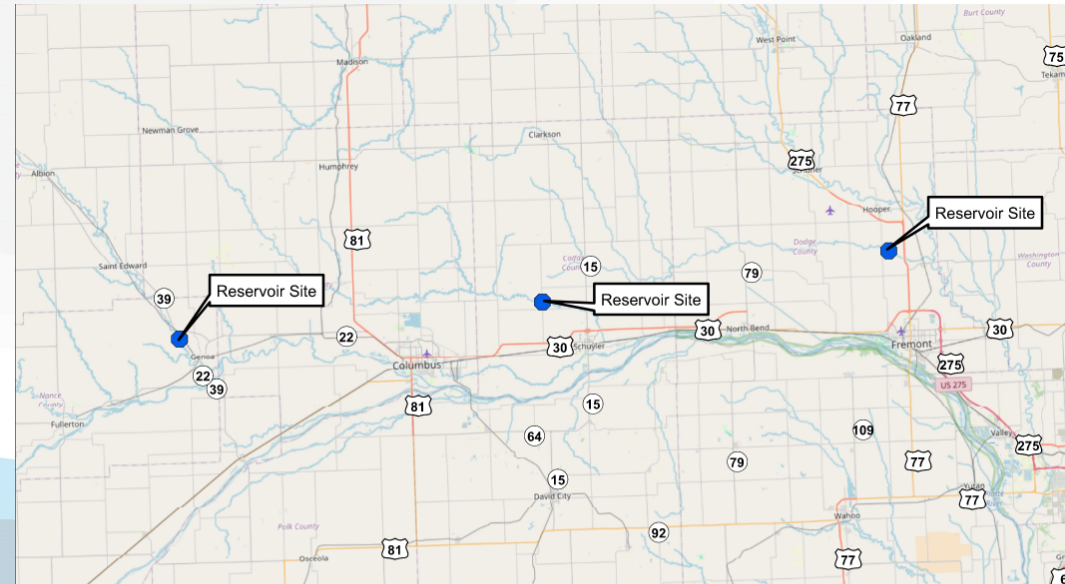 Burt County
West Point
Oakland
75
Tekam
Madison
77
Newman Grove
Clarkson
Humphrey
275
Albion
Hooper
Reservoir Site
81
Dodge
County
Saint Edward
15
79
Washington
County
39
Reservoir Site
Reservoir Site
22
30
North Bend
30
30
Schuyler
Genoa
Columbus
Fremont
275
22
39
US 275
Nance
County
81
15
Fullerton
64
109
Valley
275
79
77
15
David City
Yutan
77
Wahoo
Polk County
92
81
Osceola
77
6